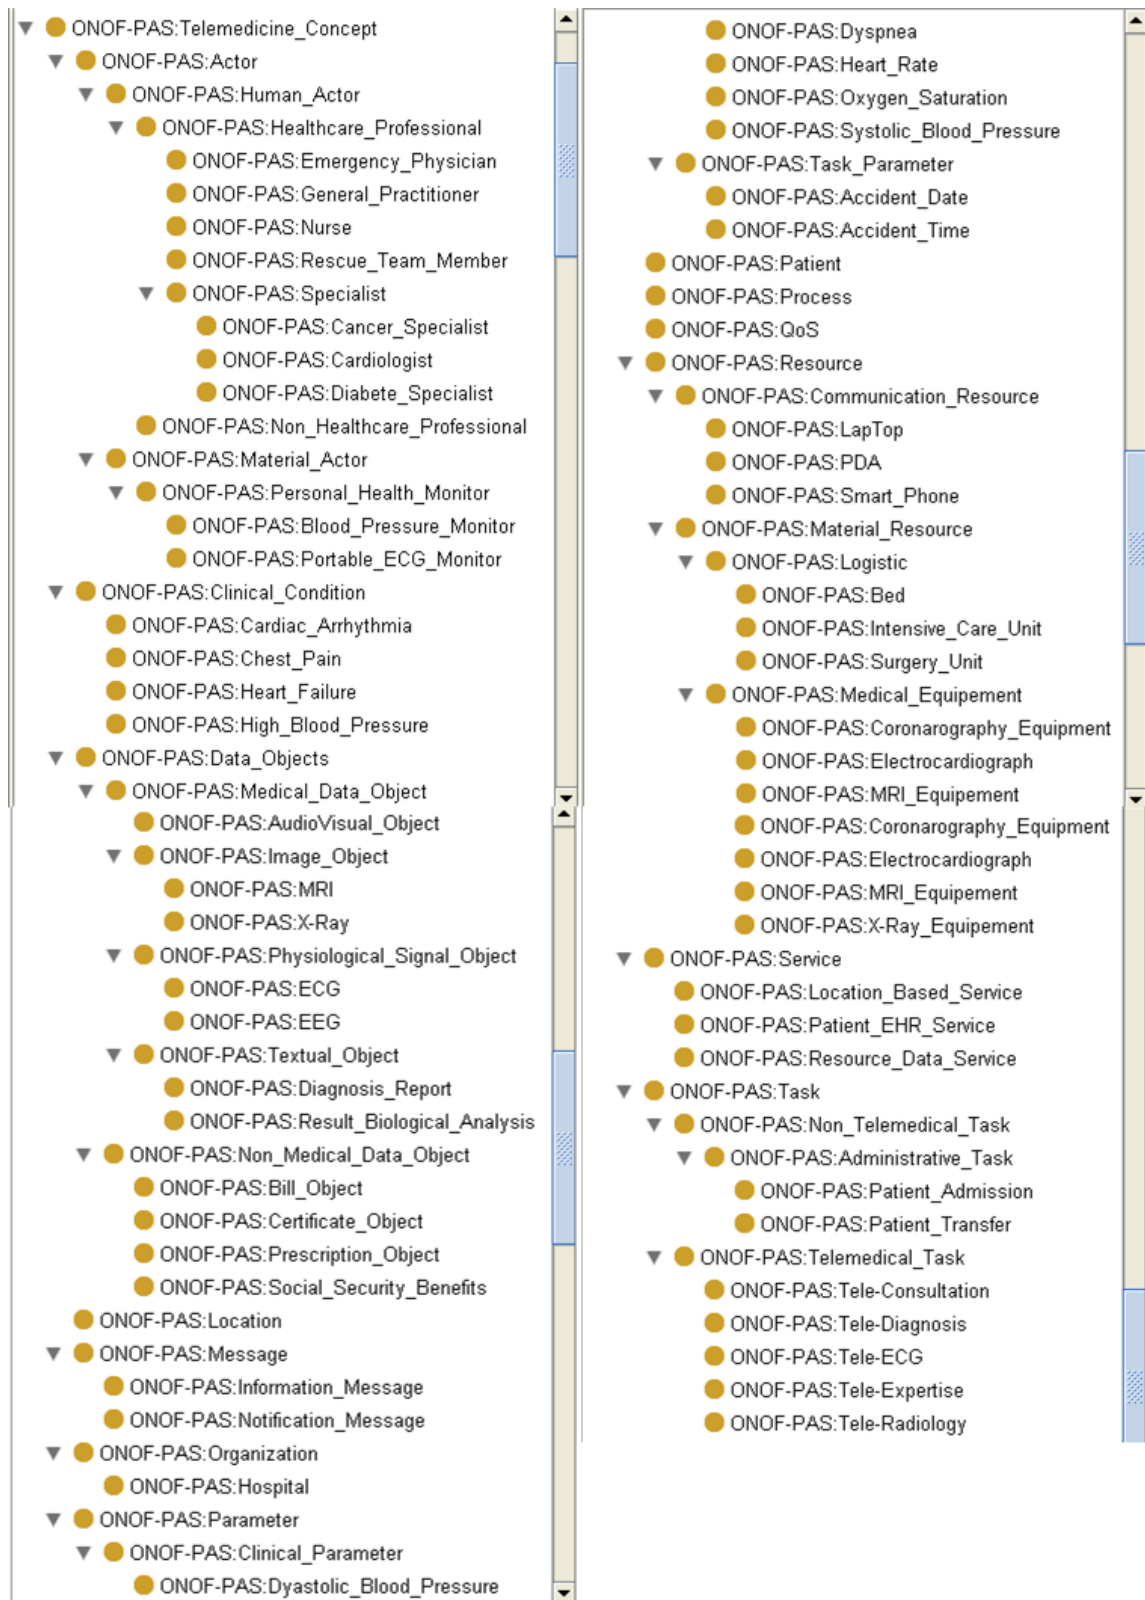 ONOF-PAS:Telemedicine_Concept
ONOF-PAS:Actor
ONOF-PAS:Human_Actor
ONOF-PAS:Healthcare_Professional
ONOF-PAS:Emergency_Physician
ONOF-PAS:General_Practitioner
ONOF-PAS:Nurse
ONOF-PAS:Rescue_Team_Member
ONOF-PAS:Specialist
ONOF-PAS:Cancer_Specialist
ONOF-PAS:Cardiologist
ONOF-PAS:Diabete_Specialist
ONOF-PAS:Non_Healthcare_Professional
ONOF-PAS:Material_Actor
ONOF-PAS:Personal_Health_Monitor
ONOF-PAS:Blood_Pressure_Monitor
ONOF-PAS:Portable_ECG_Monitor
ONOF-PAS:Clinical_Condition
ONOF-PAS:Cardiac_Arrhythmia
ONOF-PAS:Chest_Pain
ONOF-PAS:Heart_Failure
ONOF-PAS:High_Blood_Pressure
ONOF-PAS:Data_Objects
ONOF-PAS:Medical_Data_Object
ONOF-PAS:AudioVisual_Object
ONOF-PAS:Image_Object
ONOF-PAS:MRI
ONOF-PAS:X-Ray
ONOF-PAS:Physiological_Signal_Object
ONOF-PAS:ECG
ONOF-PAS:EEG
ONOF-PAS:Textual_Object
ONOF-PAS:Diagnosis_Report
ONOF-PAS:Result_Biological_Analysis
ONOF-PAS:Non_Medical_Data_Object
ONOF-PAS:Bill_Object
ONOF-PAS:Certificate_Object
ONOF-PAS:Prescription_Object
ONOF-PAS:Social_Security_Benefits
ONOF-PAS:Location
ONOF-PAS:Message
ONOF-PAS:Information_Message
ONOF-PAS:Notification_Message
ONOF-PAS:Organization
ONOF-PAS:Hospital
ONOF-PAS:Parameter
ONOF-PAS:Clinical_Parameter
ONOF-PAS:Dyastolic_Blood_Pressure
ONOF-PAS:Dyspnea
ONOF-PAS:Heart_Rate
ONOF-PAS:Oxygen_Saturation
ONOF-PAS:Systolic_Blood_Pressure
ONOF-PAS:Task_Parameter
ONOF-PAS:Accident_Date
ONOF-PAS:Accident_Time
ONOF-PAS:Patient
ONOF-PAS:Process
ONOF-PAS:QoS
ONOF-PAS:Resource
ONOF-PAS:Communication_Resource
ONOF-PAS:LapTop
ONOF-PAS:PDA
ONOF-PAS:Smart_Phone
ONOF-PAS:Material_Resource
ONOF-PAS:Logistic
ONOF-PAS:Bed
ONOF-PAS:Intensive_Care_Unit
ONOF-PAS:Surgery_Unit
ONOF-PAS:Medical_Equipement
ONOF-PAS:Coronarography_Equipment
ONOF-PAS:Electrocardiograph
ONOF-PAS:MRI_Equipement
ONOF-PAS:Coronarography_Equipment
ONOF-PAS:Electrocardiograph
ONOF-PAS:MRI_Equipement
ONOF-PAS:X-Ray_Equipement
ONOF-PAS:Service
ONOF-PAS:Location_Based_Service
ONOF-PAS:Patient_EHR_Service
ONOF-PAS:Resource_Data_Service
ONOF-PAS:Task
ONOF-PAS:Non_Telemedical_Task
ONOF-PAS:Administrative_Task
ONOF-PAS:Patient_Admission
ONOF-PAS:Patient_Transfer
ONOF-PAS:Telemedical_Task
ONOF-PAS:Tele-Consultation
ONOF-PAS:Tele-Diagnosis
ONOF-PAS:Tele-ECG
ONOF-PAS:Tele-Expertise
ONOF-PAS:Tele-Radiology